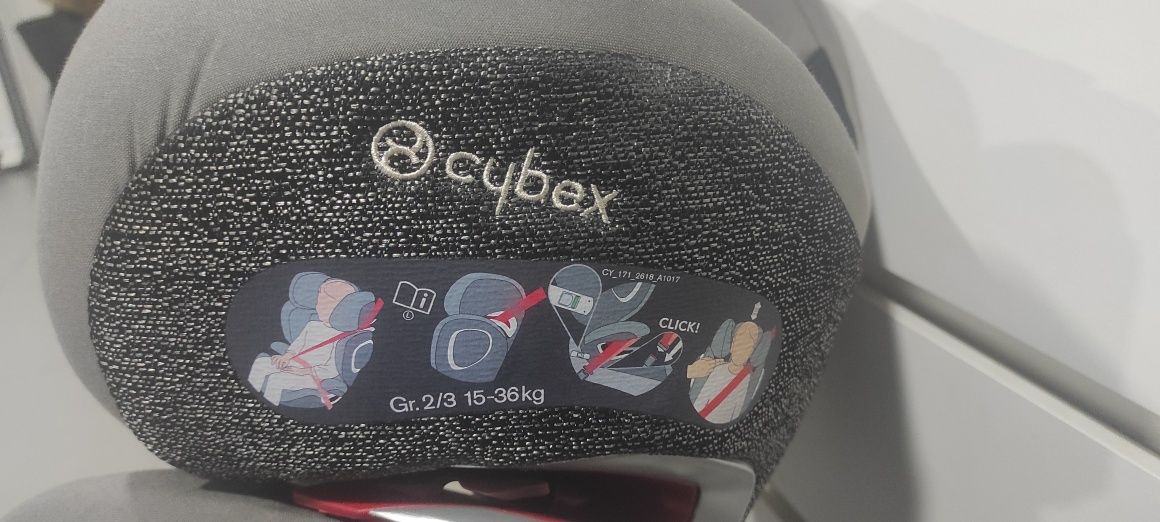 cybex
CY_171_2618_A1017
CLICK!
Gr. 2/3 15-36kg